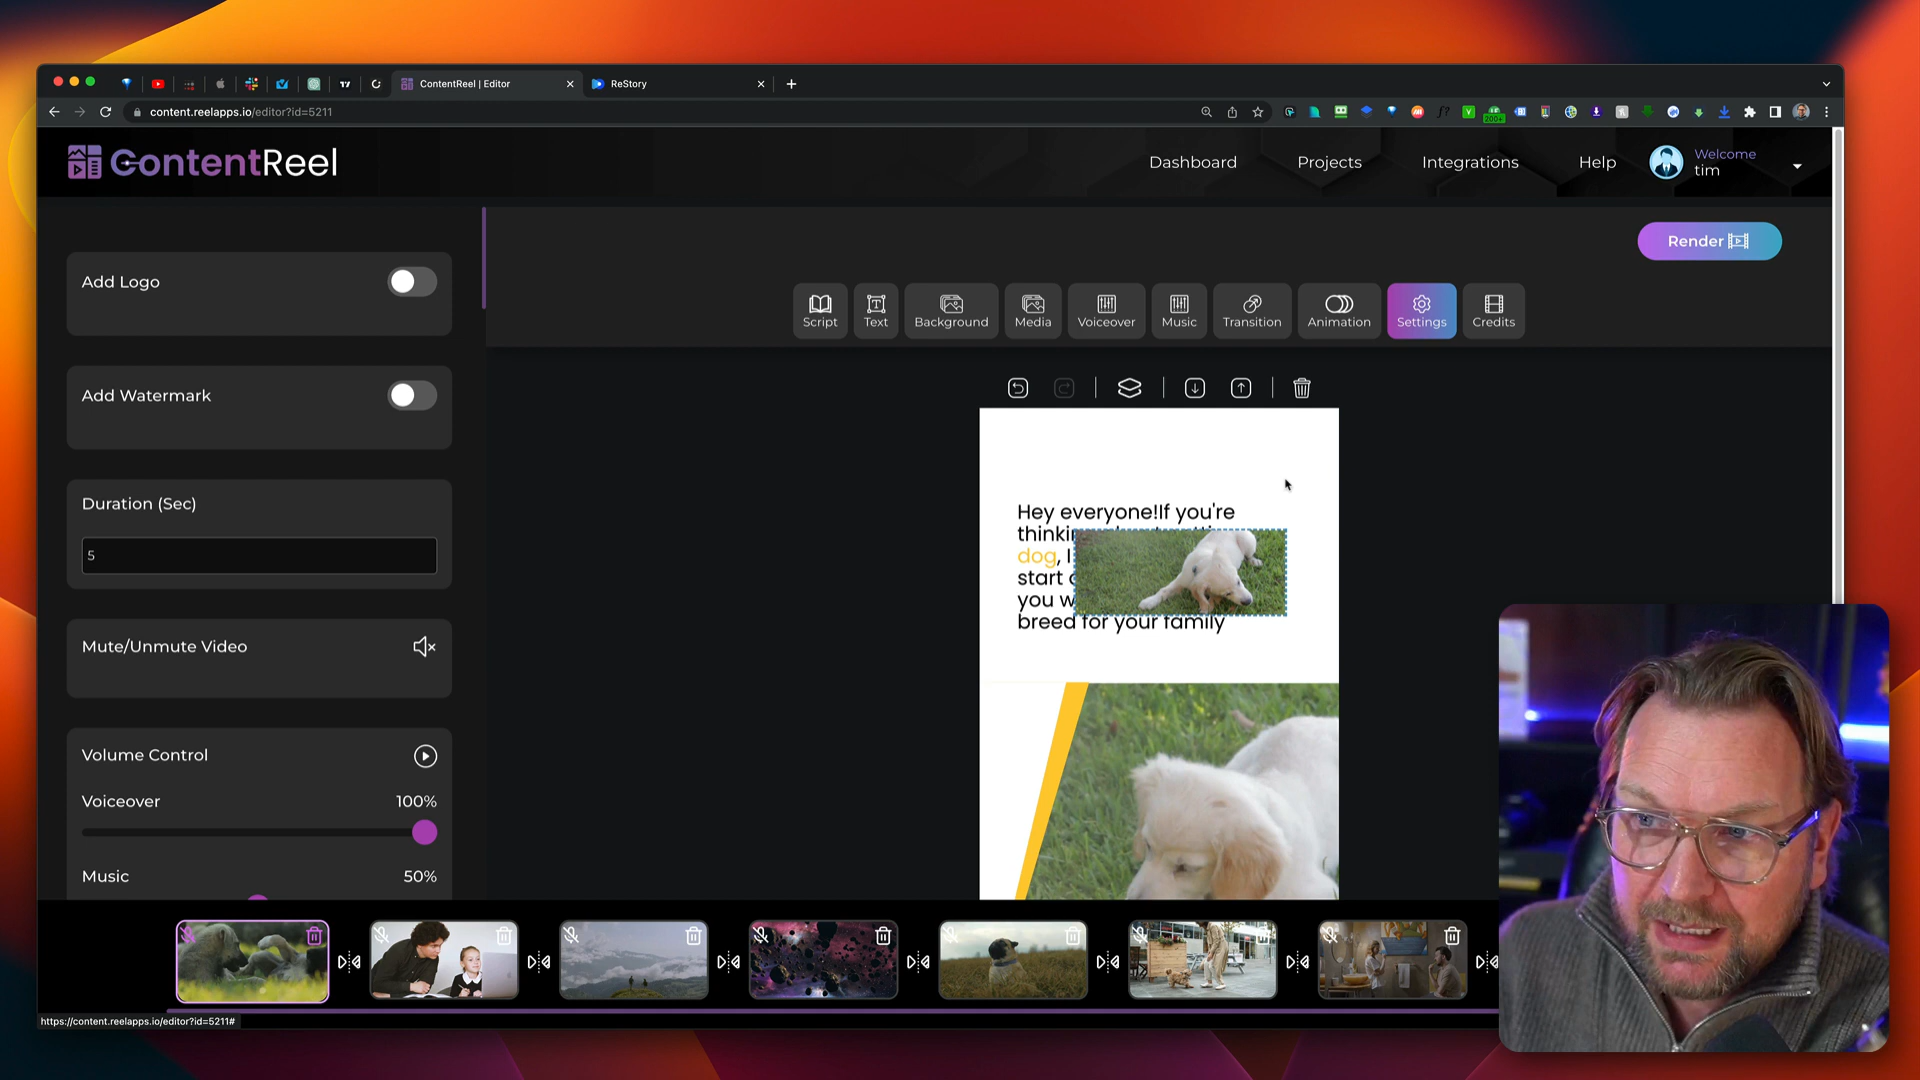 ContentReel | Editor
ReStory
content.reelapps.io/editor?id=5211
200+
ContentReel
Dashboard
Projects
Integrations
Help
Welcome
tim
Render
Add Logo
Script
Text
Background
Media
Voiceover
Music
Transition
Animation
Settings
Credits
Add Watermark
Duration (Sec)
5
Hey everyone!If you're
dog, I
start
you w
breed for your family
Mute/Unmute Video
Volume Control
Voiceover
100%
Music
50%
https://content.reelapps.io/editor?id=5211#